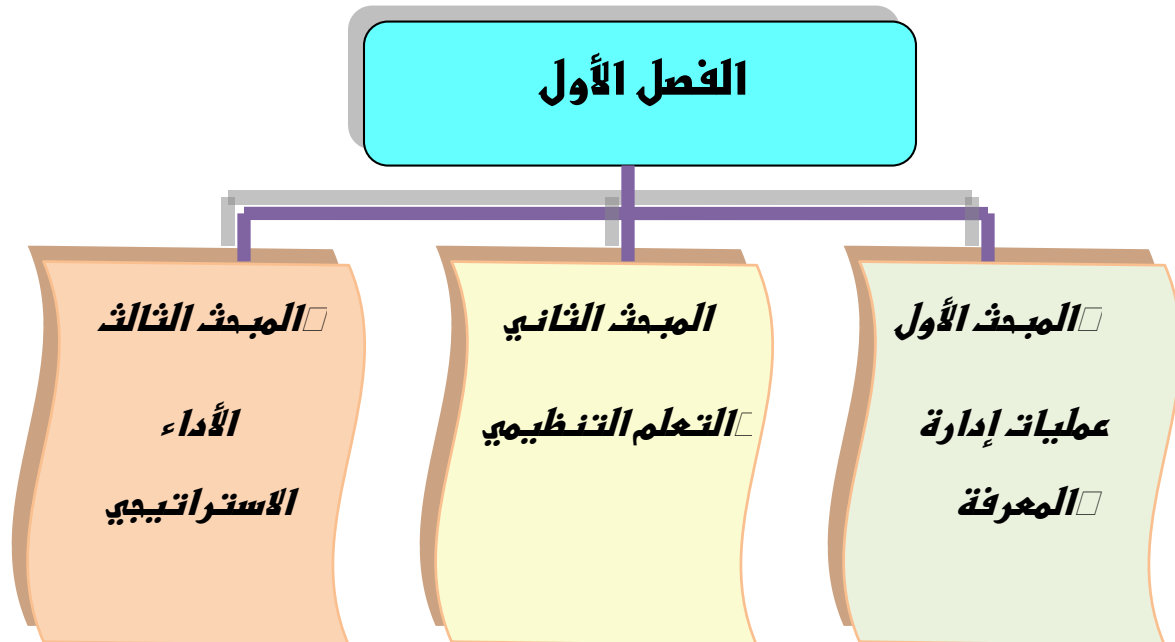 الفصل الأول
المبحث الأول
عمليات إدارة
المعرفة
المبحث الثاني
التعلم التنظيمي
المبحث الثالث
الأداء
الاستراتيجي